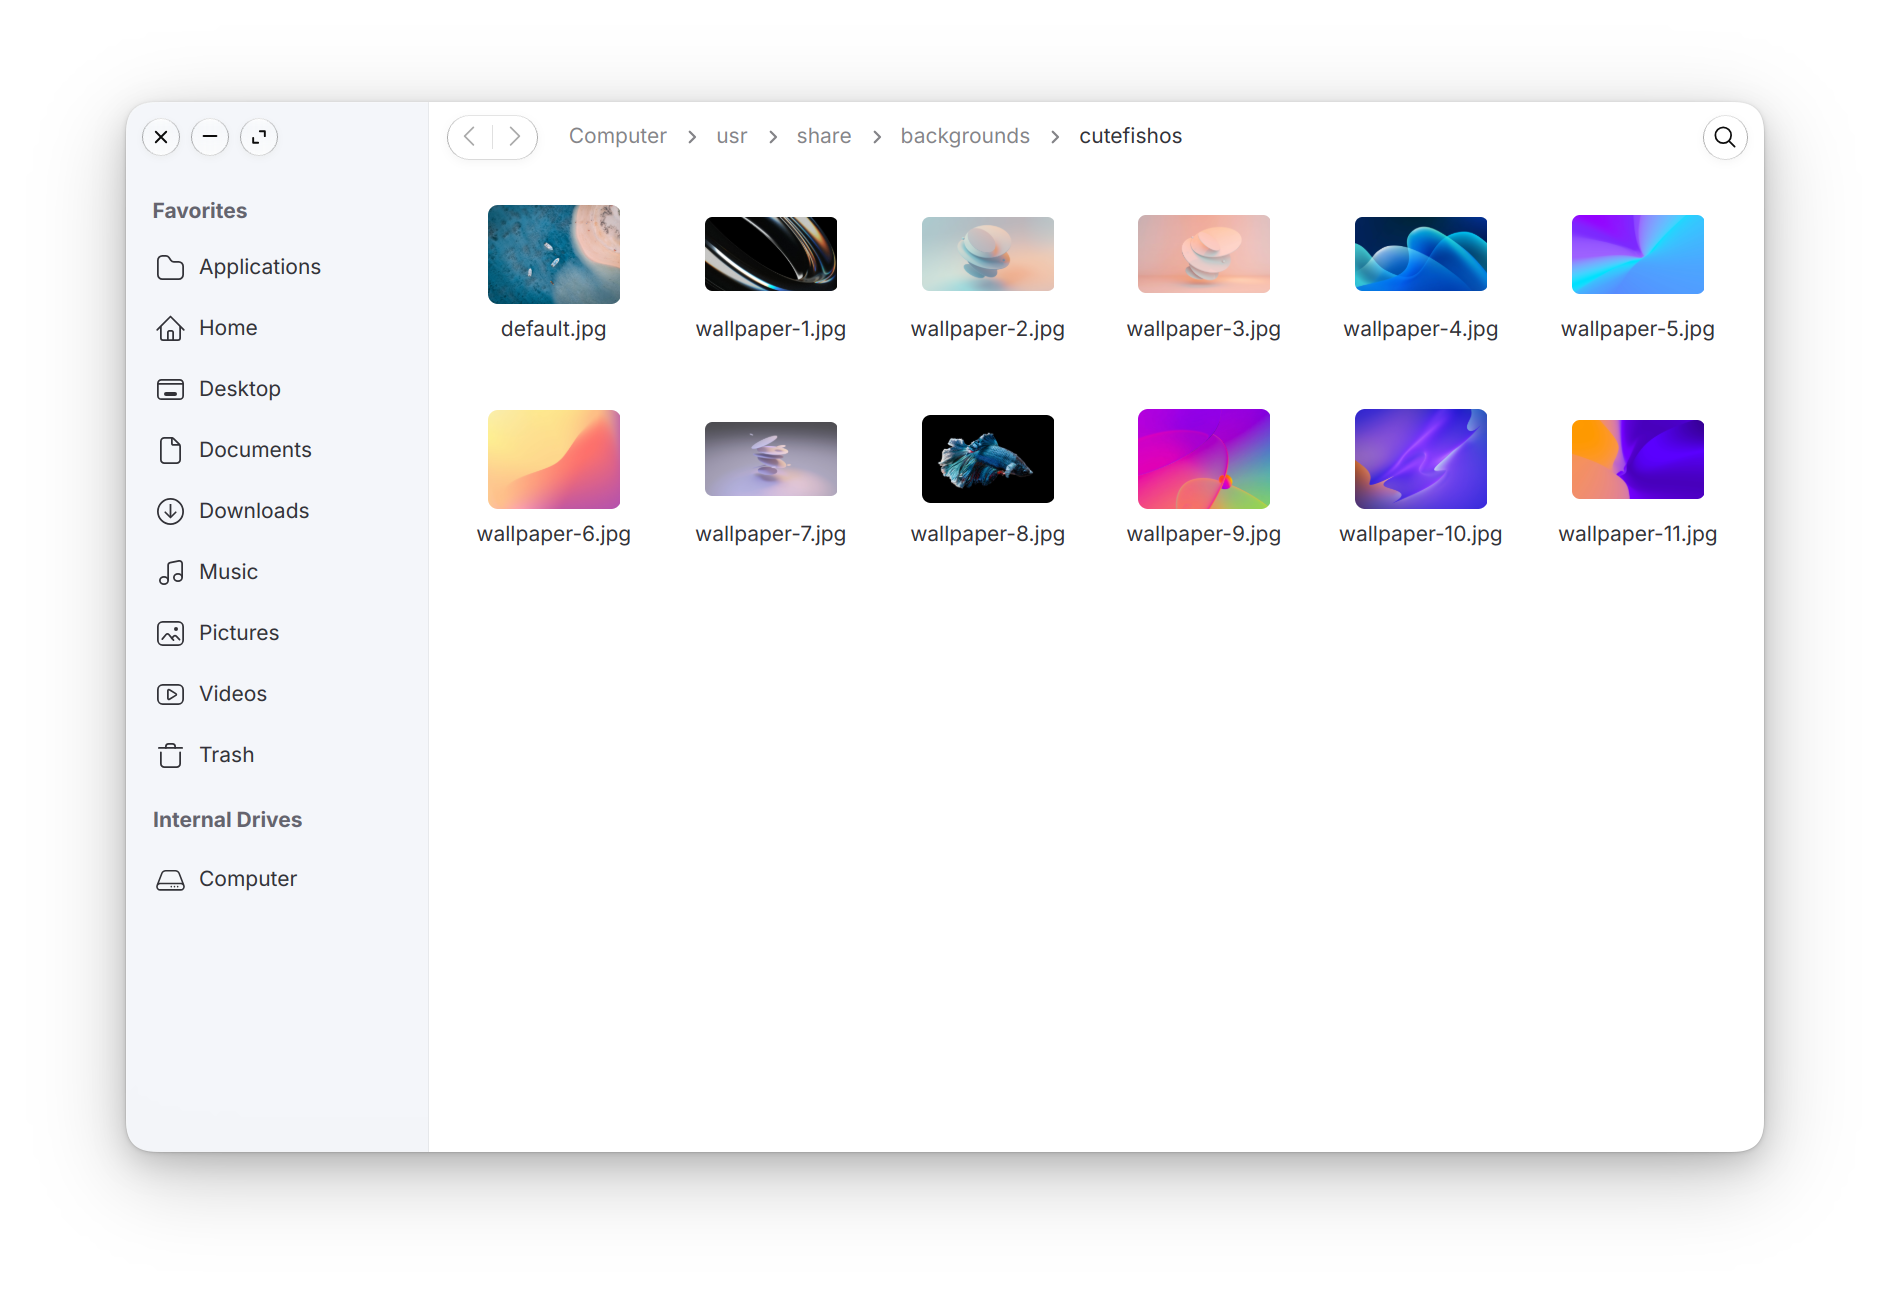 Computer > usr > share > backgrounds > cutefishos
Favorites
Applications
Home
Desktop
Documents
Downloads
Music
Pictures
Videos
Trash
Internal Drives
Computer
default.jpg wallpaper-1.jpg wallpaper-2.jpg wallpaper-3.jpg wallpaper-4.jpg wallpaper-5.jpg
wallpaper-6.jpg wallpaper-7.jpg wallpaper-8.jpg wallpaper-9.jpg wallpaper-10.jpg wallpaper-11.jpg